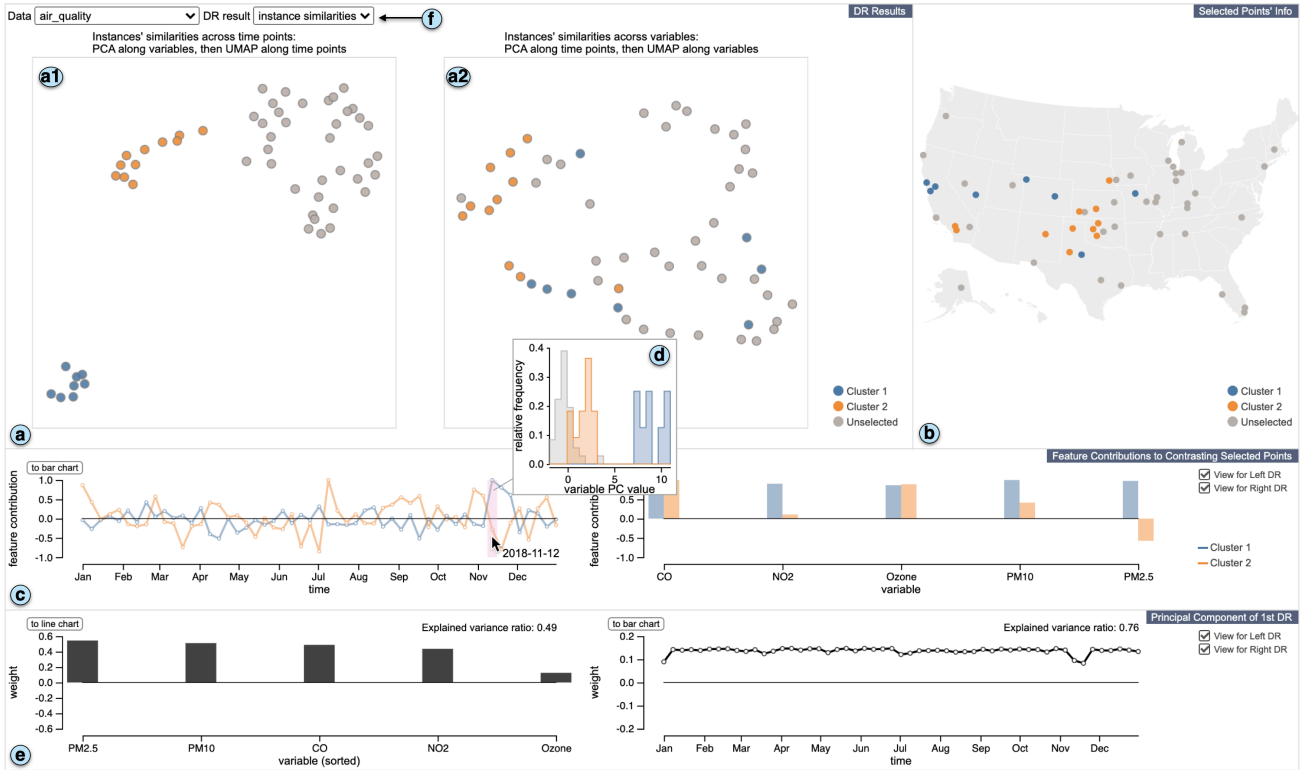 Data air_quality DR result instance similarities f DR Results Selected Points' Info
Instances' similarities across time points:
PCA along variables, then UMAP along time points
Instances' similarities acorss variables:
PCA along time points, then UMAP along variables
a1
a2
Cluster 1
Cluster 2
Unselected
a
Cluster 1
Cluster 2
Unselected
b
d
relative frequency
0.4
0.3
0.2
0.1
0.0
0 5 10
variable PC value
Feature Contributions to Contrasting Selected Points
to bar chart
feature contribution
1.0
0.5
0.0
-0.5
-1.0
2018-11-12
Jan Feb Mar Apr May Jun Jul Aug Sep Oct Nov Dec
time
c
0.5
0.0
-0.5
-1.0
CO NO2 Ozone PM10 PM2.5
variable
View for Left DR
View for Right DR
Cluster 1
Cluster 2
Principal Component of 1st DR
to line chart
Explained variance ratio: 0.49
weight
0.6
0.4
0.2
0.0
-0.2
-0.4
-0.6
PM2.5 PM10 CO NO2 Ozone
variable (sorted)
e
to bar chart
Explained variance ratio: 0.76
weight
0.2
0.1
0.0
-0.1
-0.2
Jan Feb Mar Apr May Jun Jul Aug Sep Oct Nov Dec
time
View for Left DR
View for Right DR